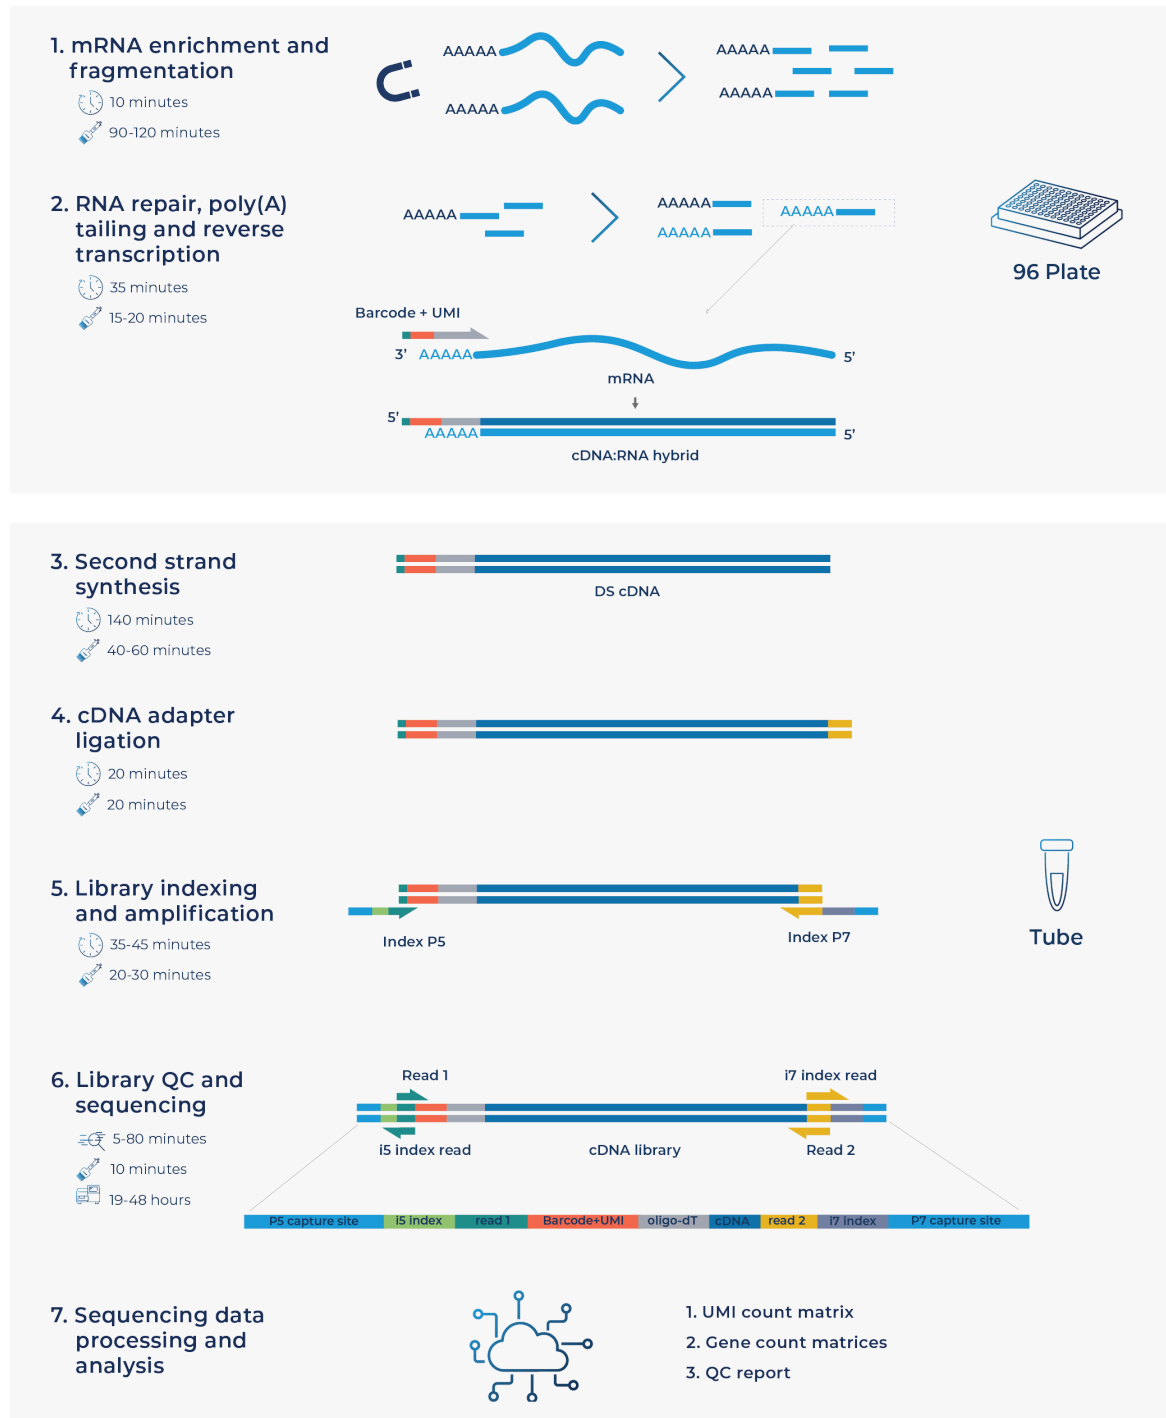 1. mRNA enrichment and
fragmentation
10 minutes
90-120 minutes
AAAAA
AAAAA
AAAAA
AAAAA
2. RNA repair, poly(A)
tailing and reverse
transcription
35 minutes
15-20 minutes
AAAAA
AAAAA
AAAAA
AAAAA
96 Plate
Barcode + UMI
3’ AAAAA 5’
mRNA
5’
AAAAA 5’
cDNA:RNA hybrid
3. Second strand
synthesis
140 minutes
40-60 minutes
DS cDNA
4. cDNA adapter
ligation
20 minutes
20 minutes
5. Library indexing
and amplification
35-45 minutes
20-30 minutes
Index P5
Index P7
Tube
6. Library QC and
sequencing
5-80 minutes
10 minutes
19-48 hours
Read 1
i7 index read
i5 index read
cDNA library
Read 2
P5 capture site i5 index read 1 Barcode+UMI oligo-dT cDNA read 2 i7 index P7 capture site
7. Sequencing data
processing and
analysis
1. UMI count matrix
2. Gene count matrices
3. QC report